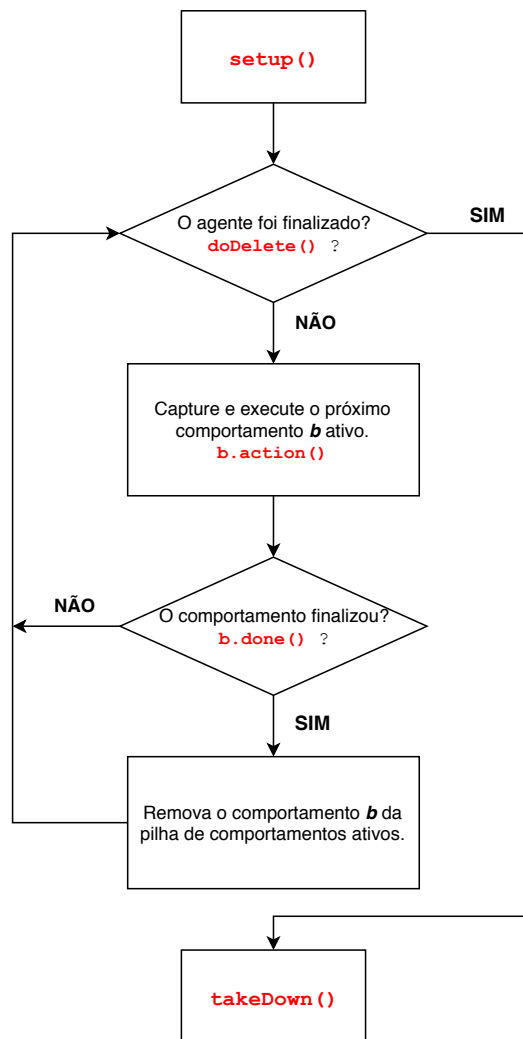 setup()
O agente foi finalizado?
doDelete() ?
SIM
NÃO
Capture e execute o próximo
comportamento b ativo.
b.action()
NÃO
O comportamento finalizou?
b.done() ?
SIM
Remova o comportamento b da
pilha de comportamentos ativos.
takeDown()